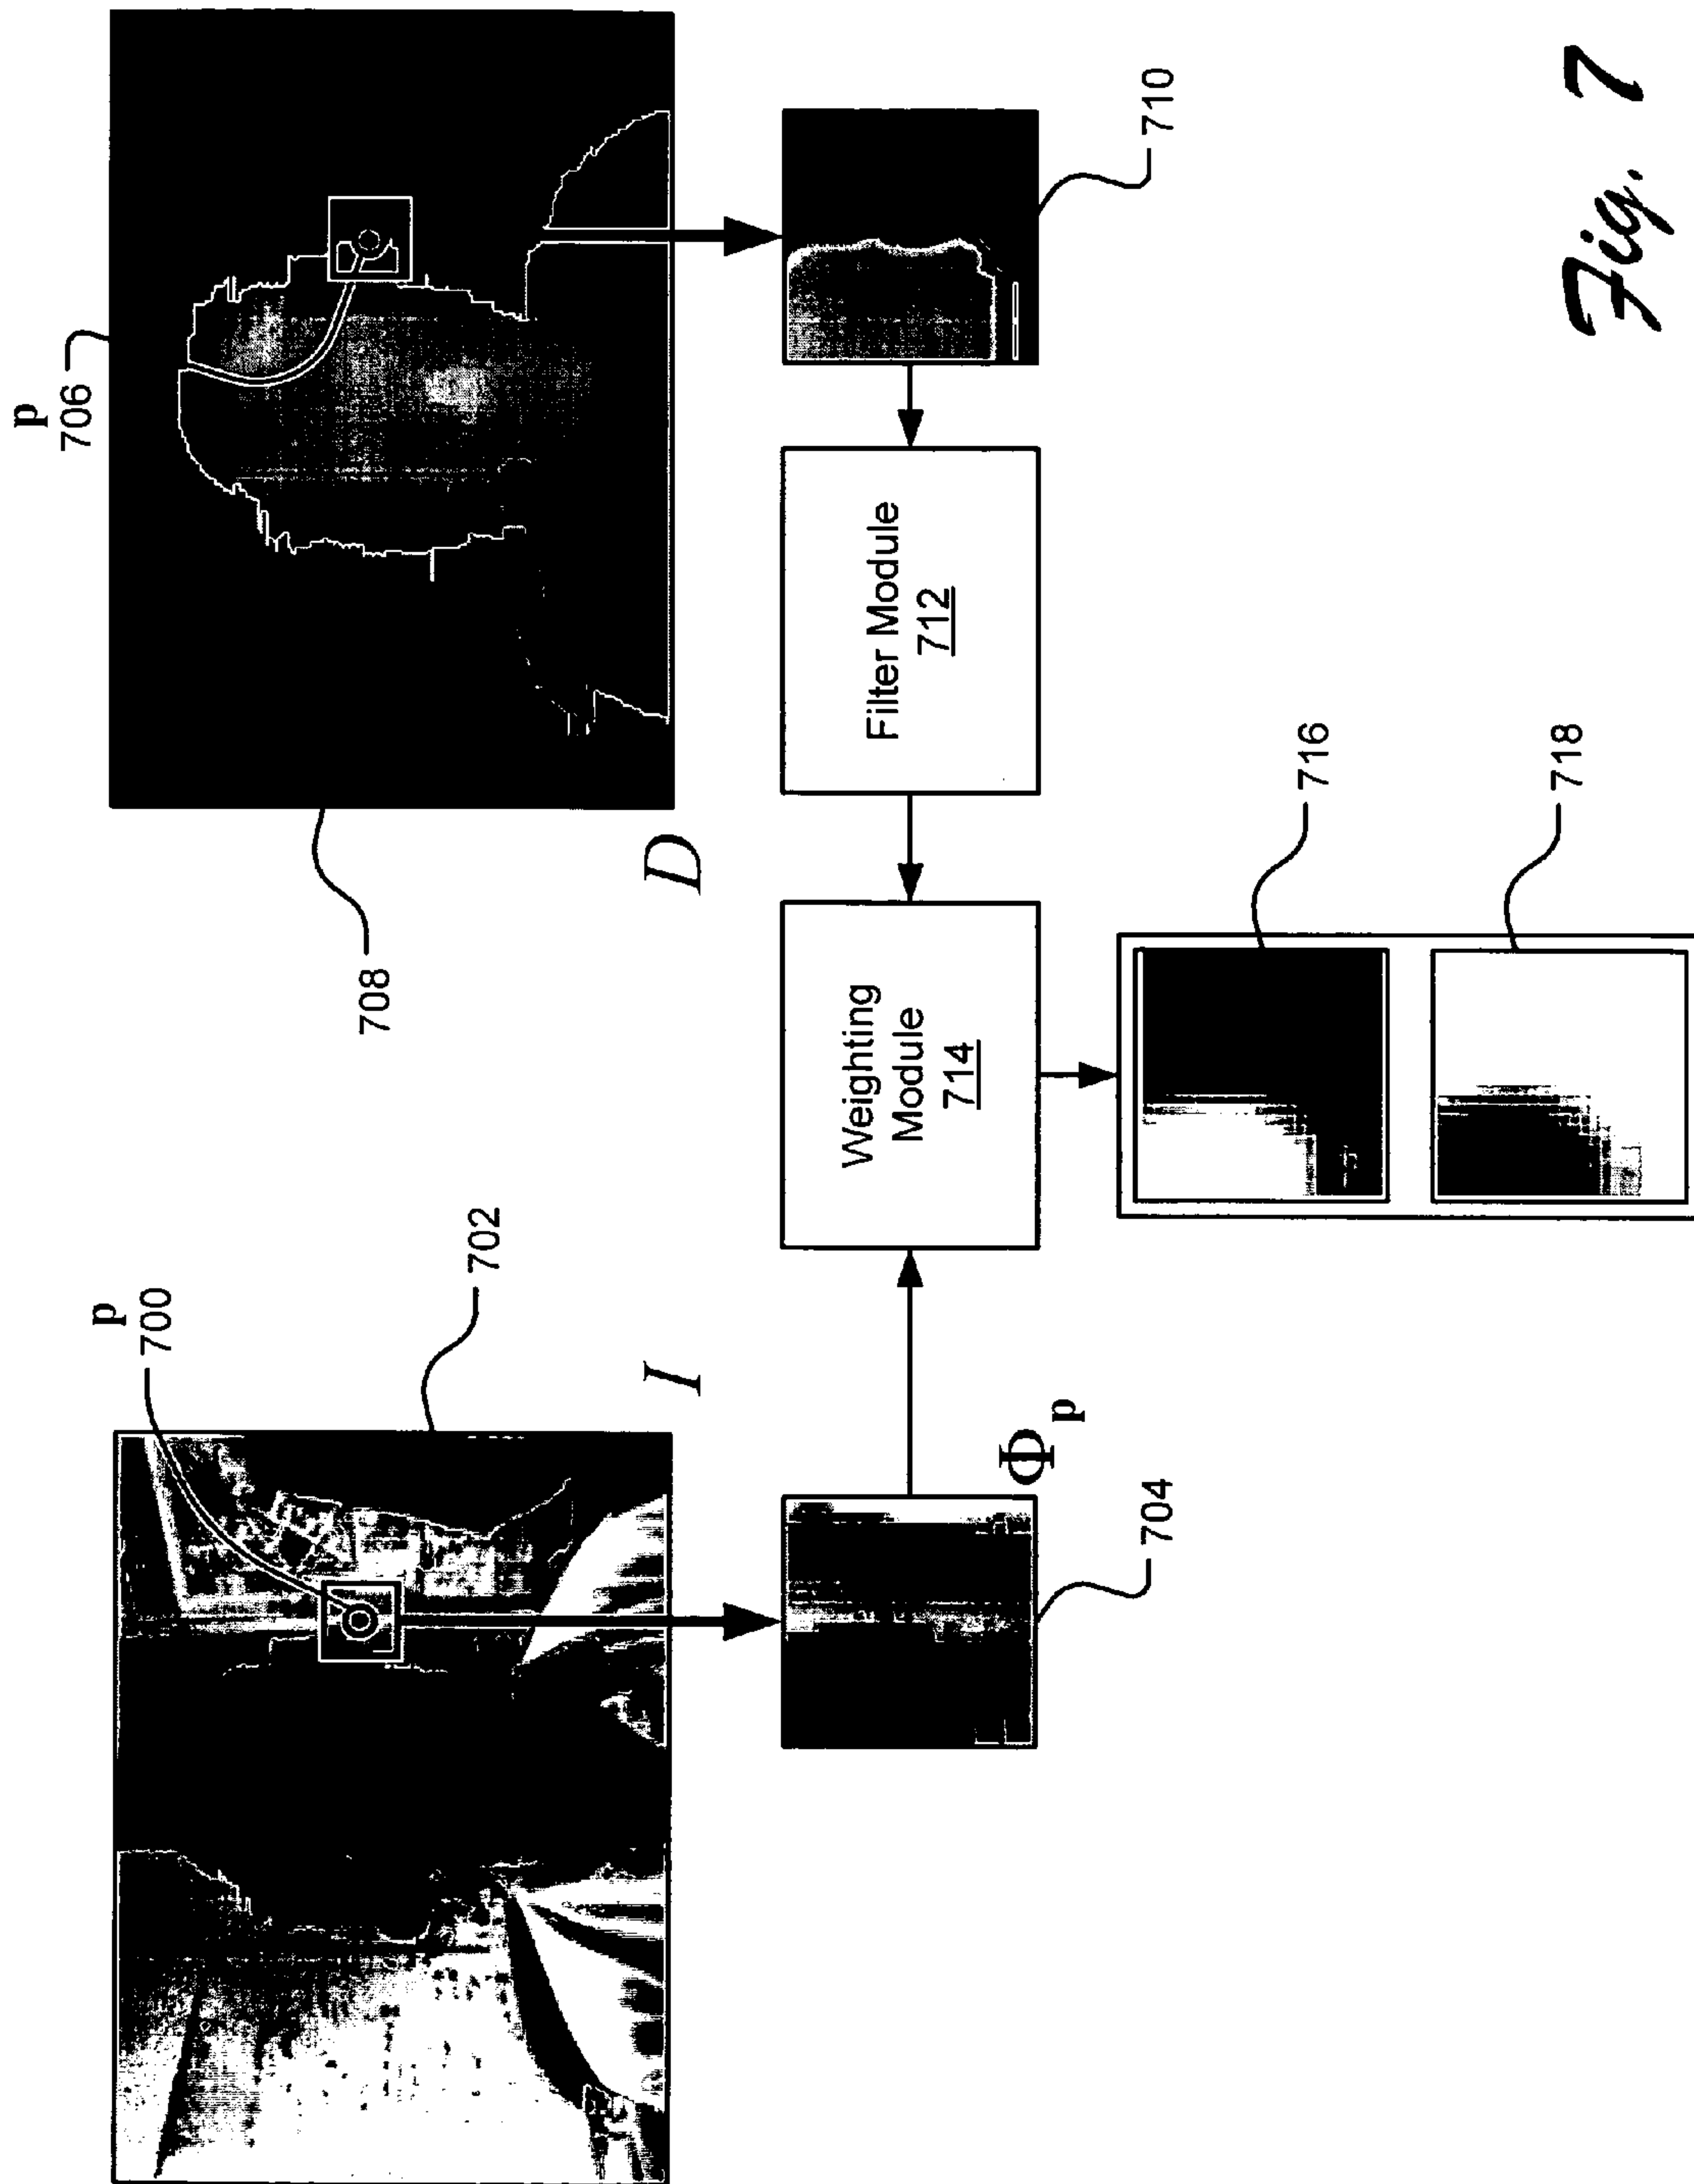 p
700
702
I
p
706
708
D
Φp
704
Weighting
Module
714
Filter Module
712
710
716
718
Fig. 7